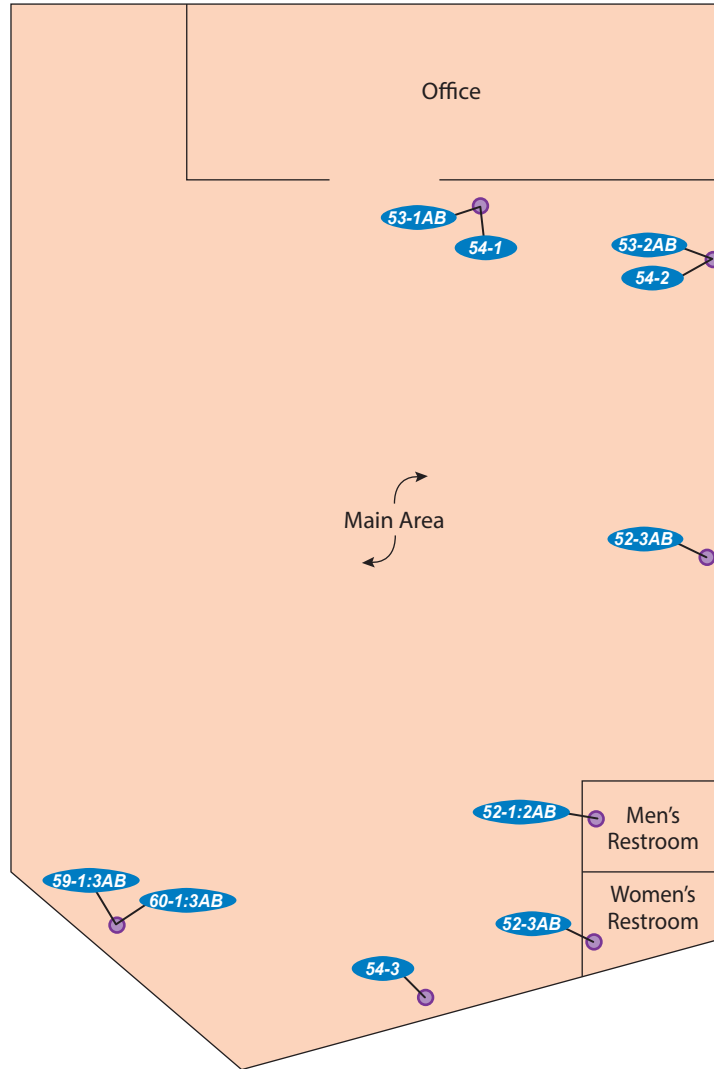 Office
53-1AB
54-1
53-2AB
54-2
Main Area
52-3AB
52-1:2AB
Men's
Restroom
59-1:3AB
60-1:3AB
Women's
Restroom
52-3AB
54-3